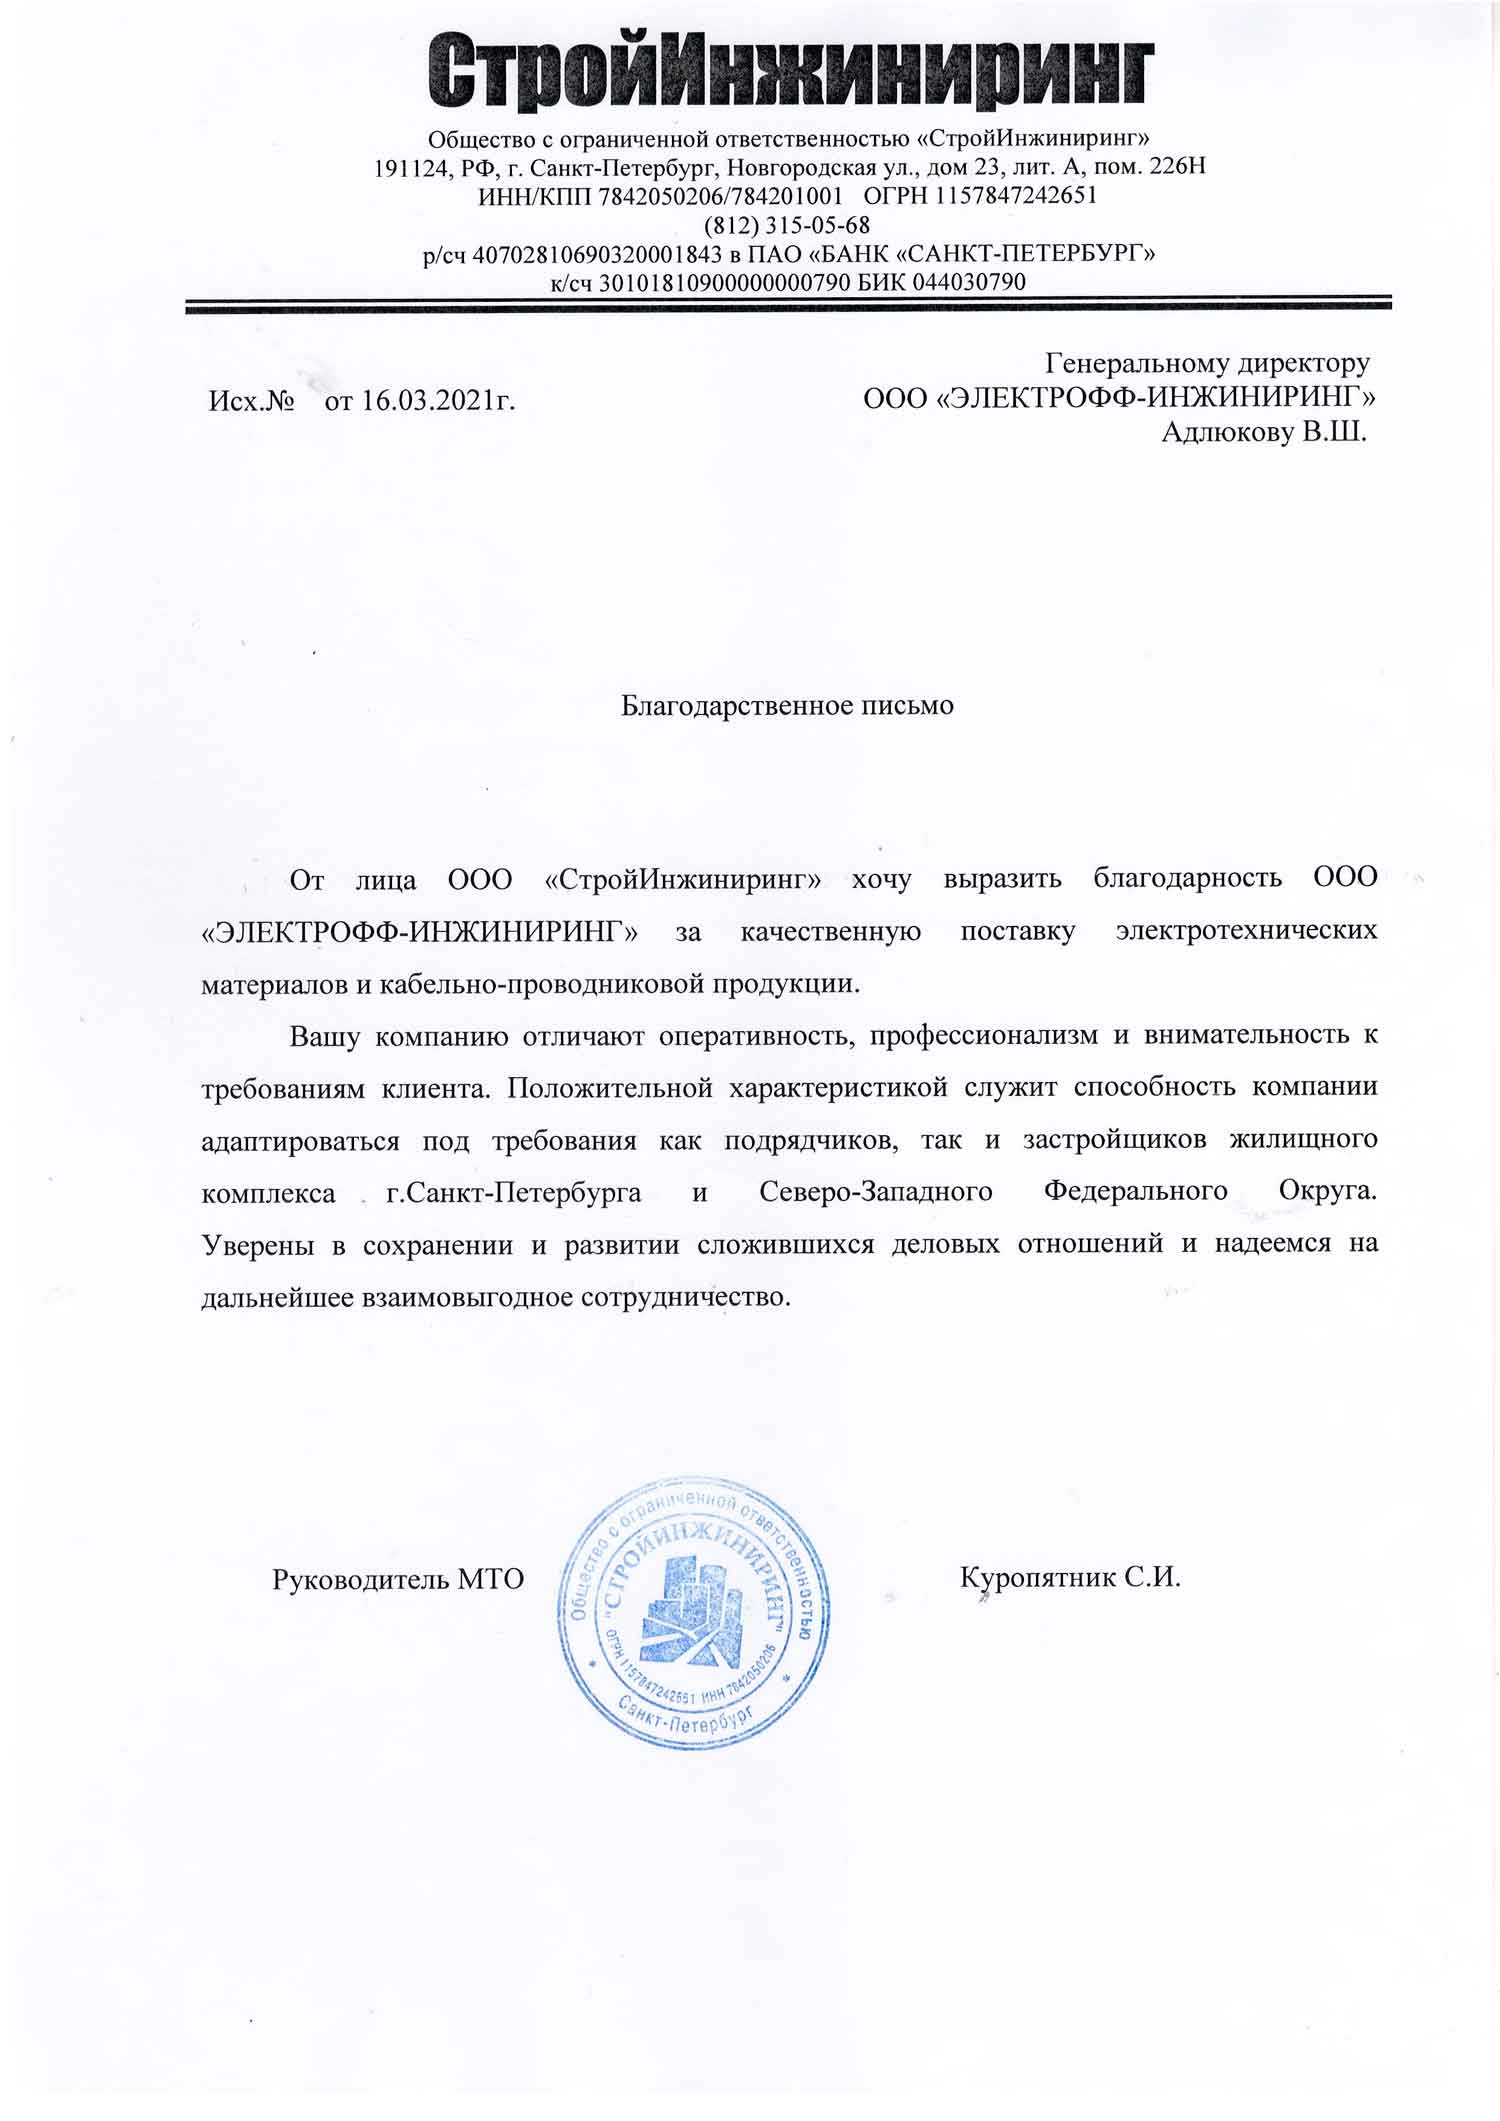 СтройИнжиниринг
Общество с ограниченной ответственностью «СтройИнжиниринг»
191124, РФ, г. Санкт-Петербург, Новгородская ул., дом 23, лит. А, пом. 226Н
ИНН/КПП 7842050206/784201001 ОГРН 1157847242651
(812) 315-05-68
р/сч 40702810690320001843 в ПАО «БАНК «САНКТ-ПЕТЕРБУРГ»
к/сч 30101810900000000790 БИК 044030790
Генеральному директору
Исх.№ от 16.03.2021г.
ООО «ЭЛЕКТРОФФ-ИНЖИНИРИНГ»
Адлюкову В.Ш.
Благодарственное письмо
От лица ООО «СтройИнжиниринг» хочу выразить благодарность ООО
«ЭЛЕКТРОФФ-ИНЖИНИРИНГ» за качественную поставку электротехнических
материалов и кабельно-проводниковой продукции.
Вашу компанию отличают оперативность, профессионализм и внимательность к
требованиям клиента. Положительной характеристикой служит способность компании
адаптироваться под требования как подрядчиков, так и застройщиков жилищного
комплекса г.Санкт-Петербурга и Северо-Западного Федерального Округа.
Уверены в сохранении и развитии сложившихся деловых отношений и надеемся на
дальнейшее взаимовыгодное сотрудничество.
Руководитель МТО
Куропятник С.И.
Общество с ограниченной ответственностью
"СТРОЙИНЖИНИРИНГ"
ОГРН 1157847242651 ИНН 7842050206
* Санкт-Петербург *